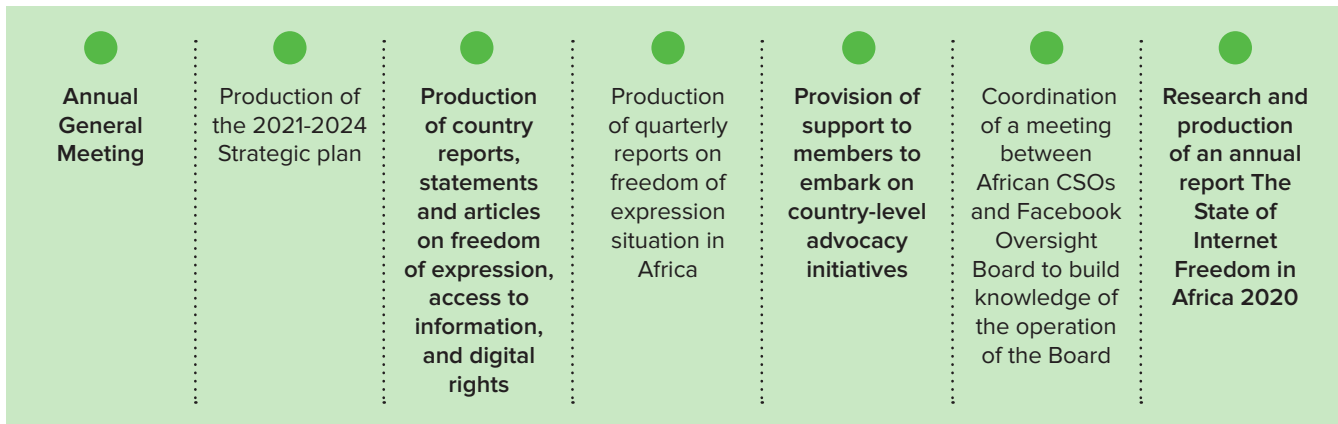 Annual
General
Meeting
Production of
the 2021-2024
Strategic plan
Production
of country
reports,
statements
and articles
on freedom
of expression,
access to
information,
and digital
rights
Production
of quarterly
reports on
freedom of
expression
situation in
Africa
Provision of
support to
members to
embark on
country-level
advocacy
initiatives
Coordination
of a meeting
between
African CSOs
and Facebook
Oversight
Board to build
knowledge of
the operation
of the Board
Research and
production
of an annual
report The
State of
Internet
Freedom in
Africa 2020